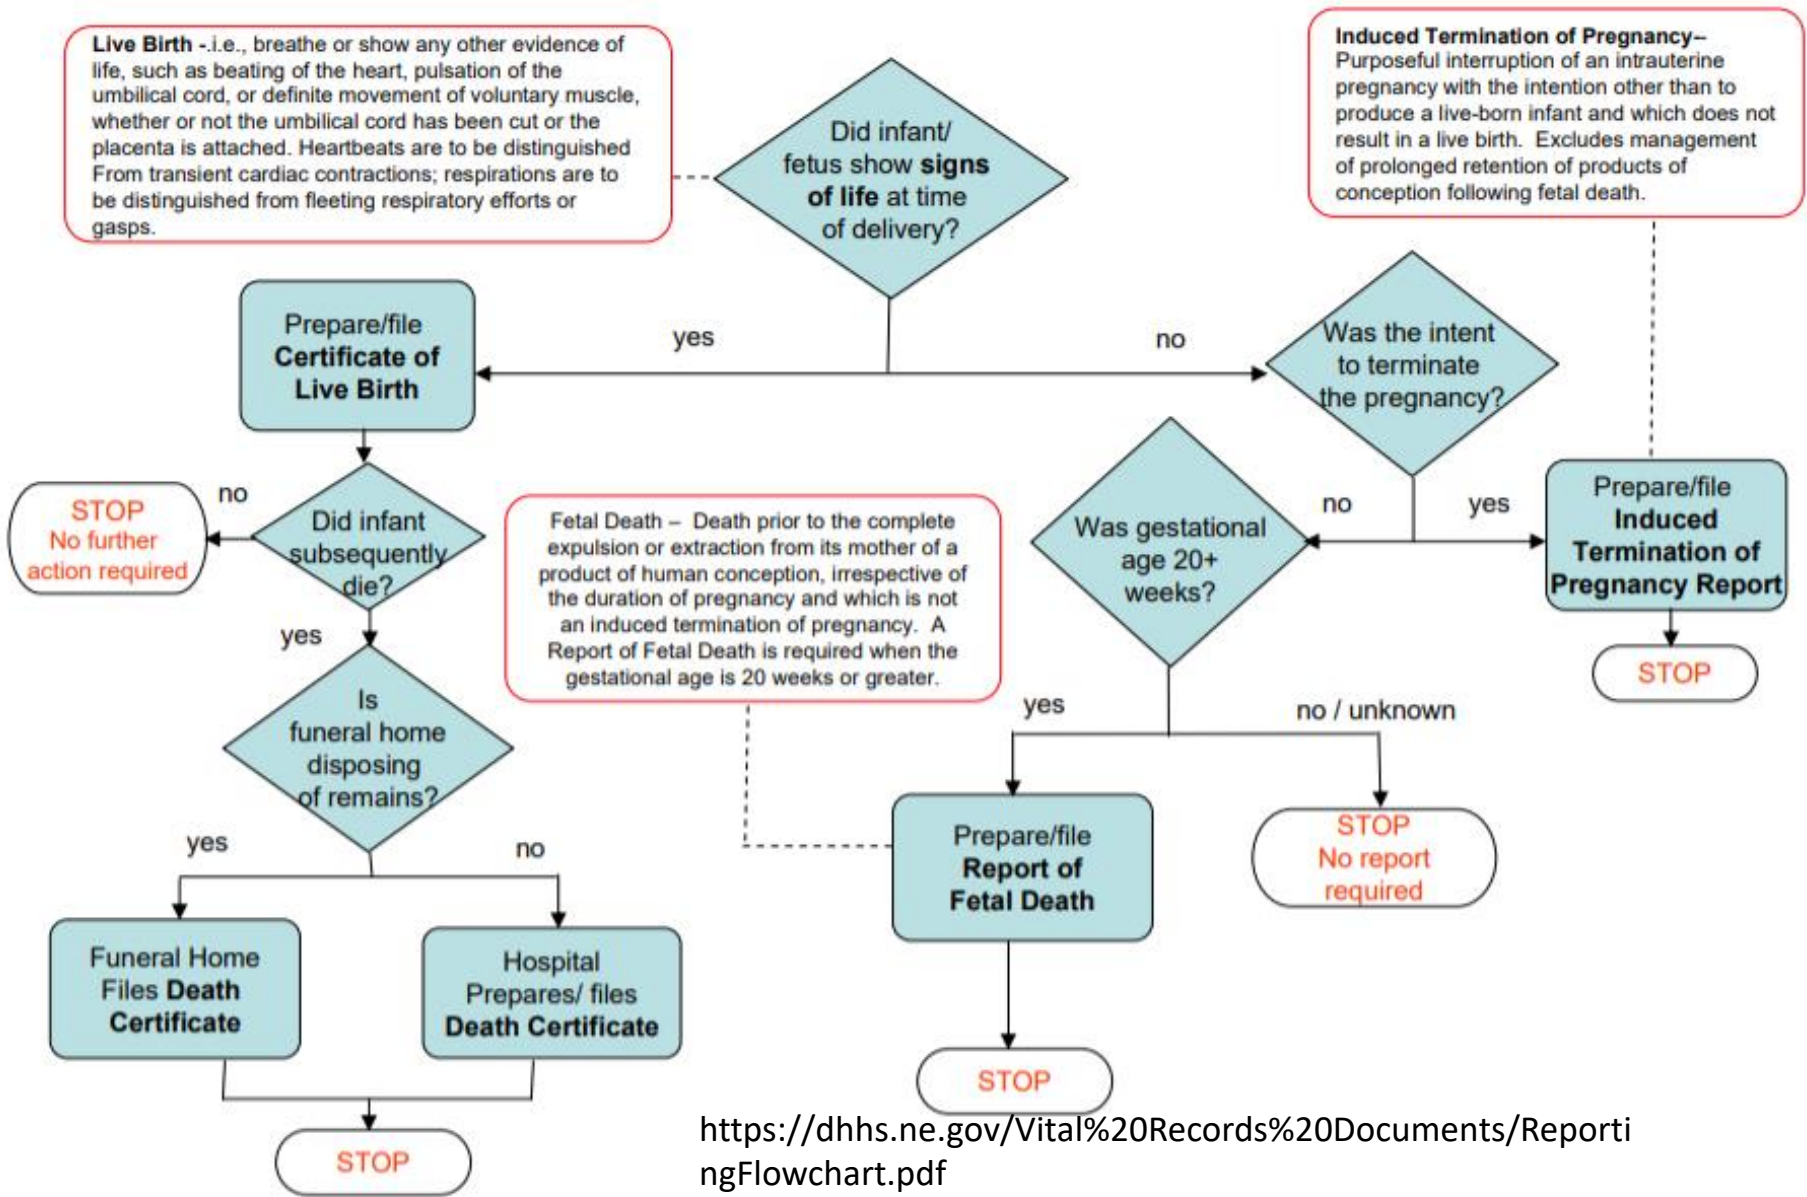 Live Birth -.i.e., breathe or show any other evidence of
life, such as beating of the heart, pulsation of the
umbilical cord, or definite movement of voluntary muscle,
whether or not the umbilical cord has been cut or the
placenta is attached. Heartbeats are to be distinguished
From transient cardiac contractions; respirations are to
be distinguished from fleeting respiratory efforts or
gasps.
Did infant/
fetus show signs
of life at time
of delivery?
Induced Termination of Pregnancy--
Purposeful interruption of an intrauterine
pregnancy with the intention other than to
produce a live-born infant and which does not
result in a live birth. Excludes management
of prolonged retention of products of
conception following fetal death.
Prepare/file
Certificate of
Live Birth
yes
no
Was the intent
to terminate
the pregnancy?
STOP
No further
action required
no
Did infant
subsequently
die?
Fetal Death – Death prior to the complete
expulsion or extraction from its mother of a
product of human conception, irrespective of
the duration of pregnancy and which is not
an induced termination of pregnancy. A
Report of Fetal Death is required when the
gestational age is 20 weeks or greater.
Was gestational
age 20+
weeks?
no
yes
Prepare/file
Induced
Termination of
Pregnancy Report
STOP
yes
Is
funeral home
disposing
of remains?
yes
no / unknown
yes
no
Prepare/file
Report of
Fetal Death
STOP
No report
required
Funeral Home
Files Death
Certificate
Hospital
Prepares/ files
Death Certificate
STOP
STOP
https://dhhs.ne.gov/Vital%20Records%20Documents/Reporti
ngFlowchart.pdf